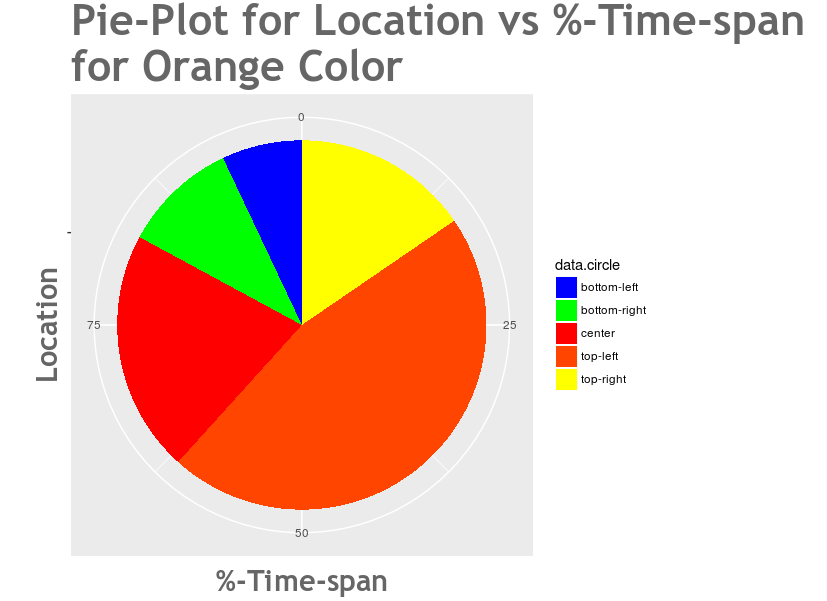 Pie-Plot for Location vs %-Time-span
for Orange Color
0
25
50
75
-
Location
%-Time-span
data.circle
bottom-left
bottom-right
center
top-left
top-right